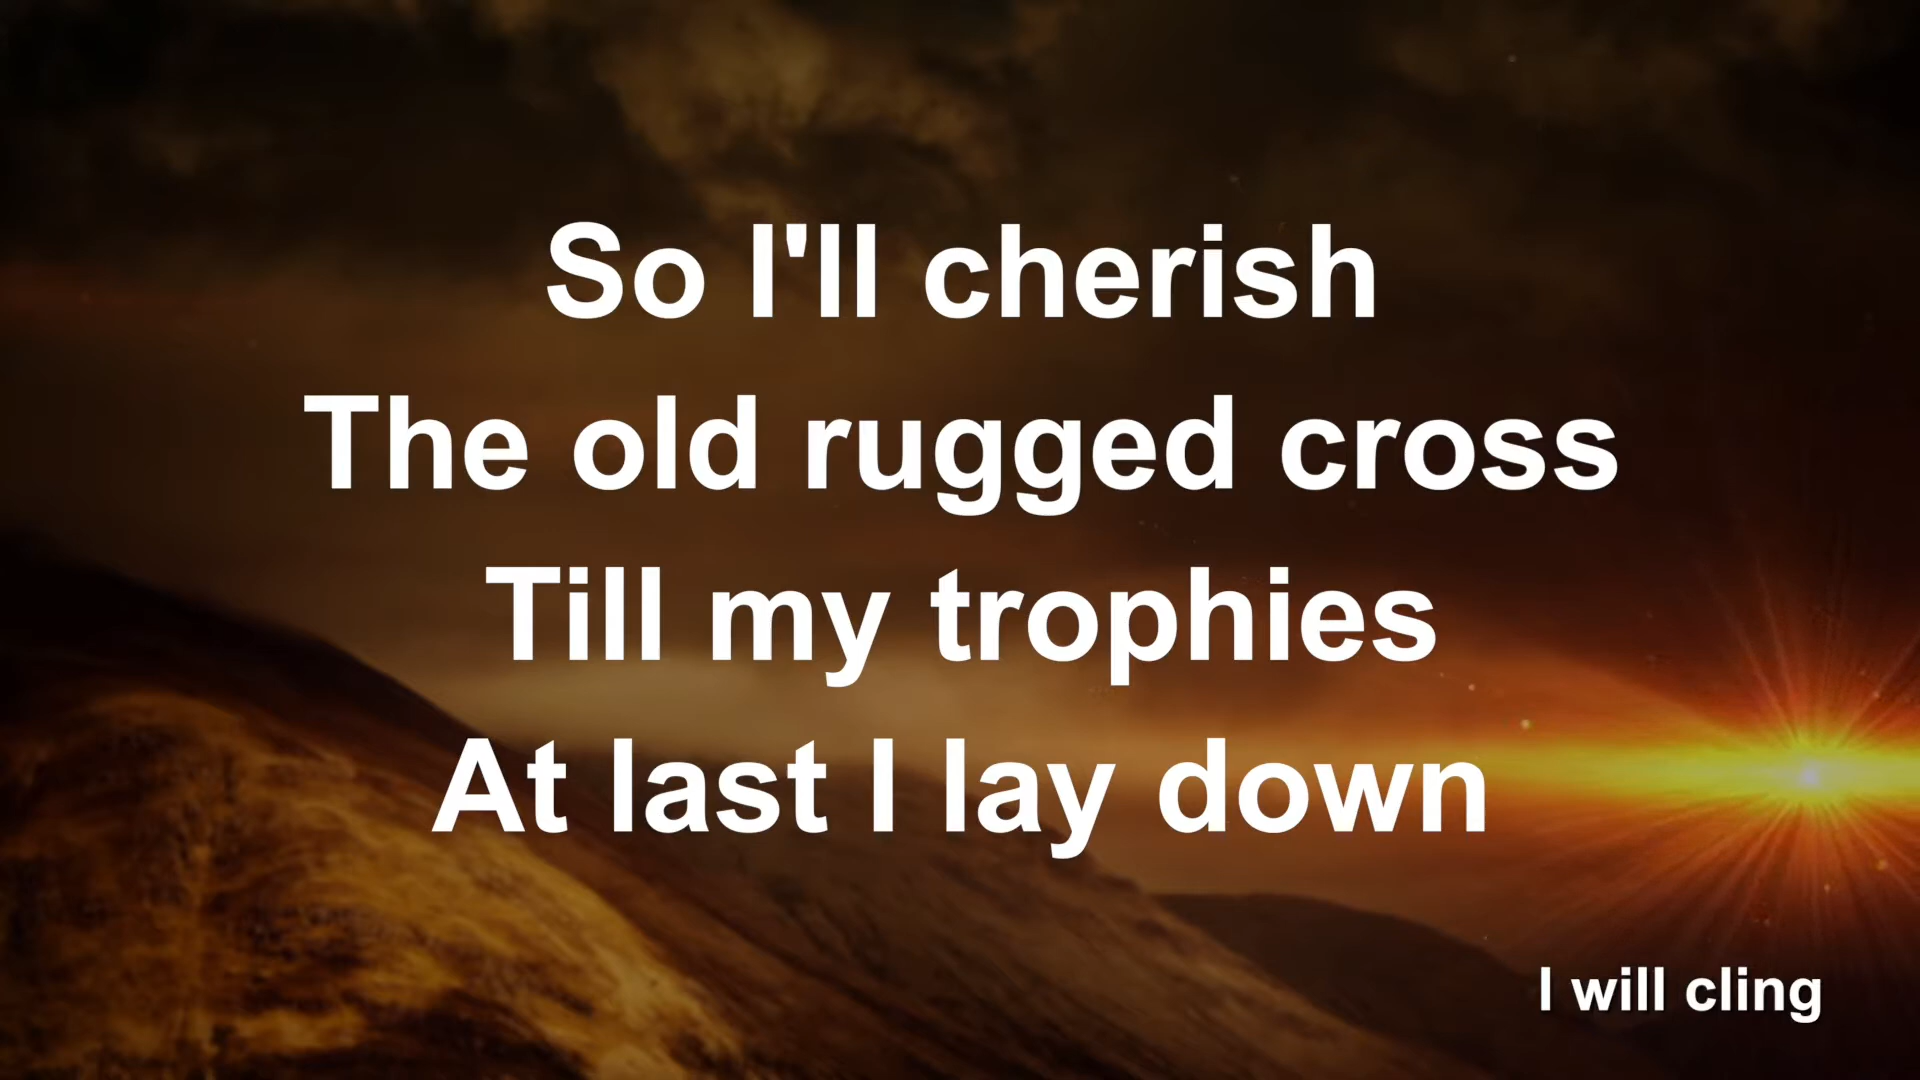 So I'll cherish
The old rugged cross
Till my trophies
At last I lay down
I will cling